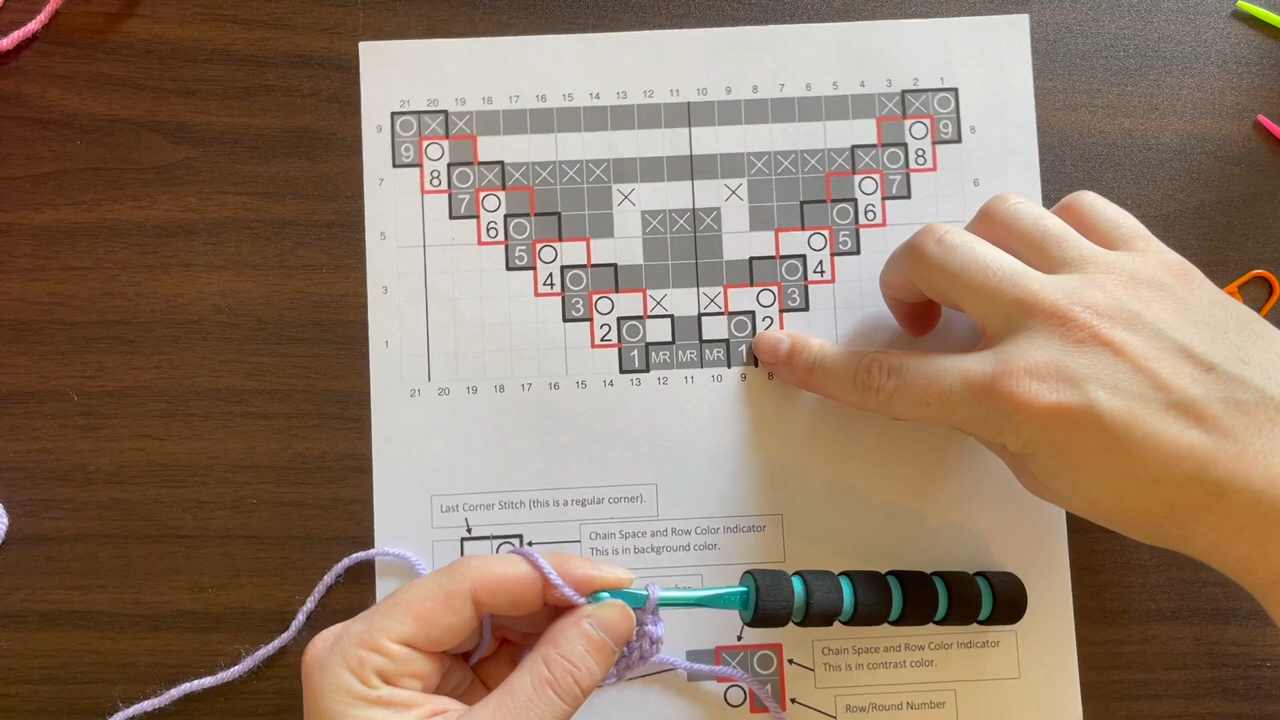 21 20 19 18 17 16 15 14 13 12 11 10 9 8 7 6 5 4 3 2 1
9 O X X X X O
9 O O 9 8
7 8 O X X X X X X X X X X O 8
7 O X X O 7 6
6 O O 6
5 5 O X X X O 5
4 O O 4
3 3 O X X O 3
2 O O 2
1 1 MR MR MR 1
21 20 19 18 17 16 15 14 13 12 11 10 9 8
Last Corner Stitch (this is a regular corner).
Chain Space and Row Color Indicator
This is in background color.
X O
O 1
Chain Space and Row Color Indicator
This is in contrast color.
Row/Round Number